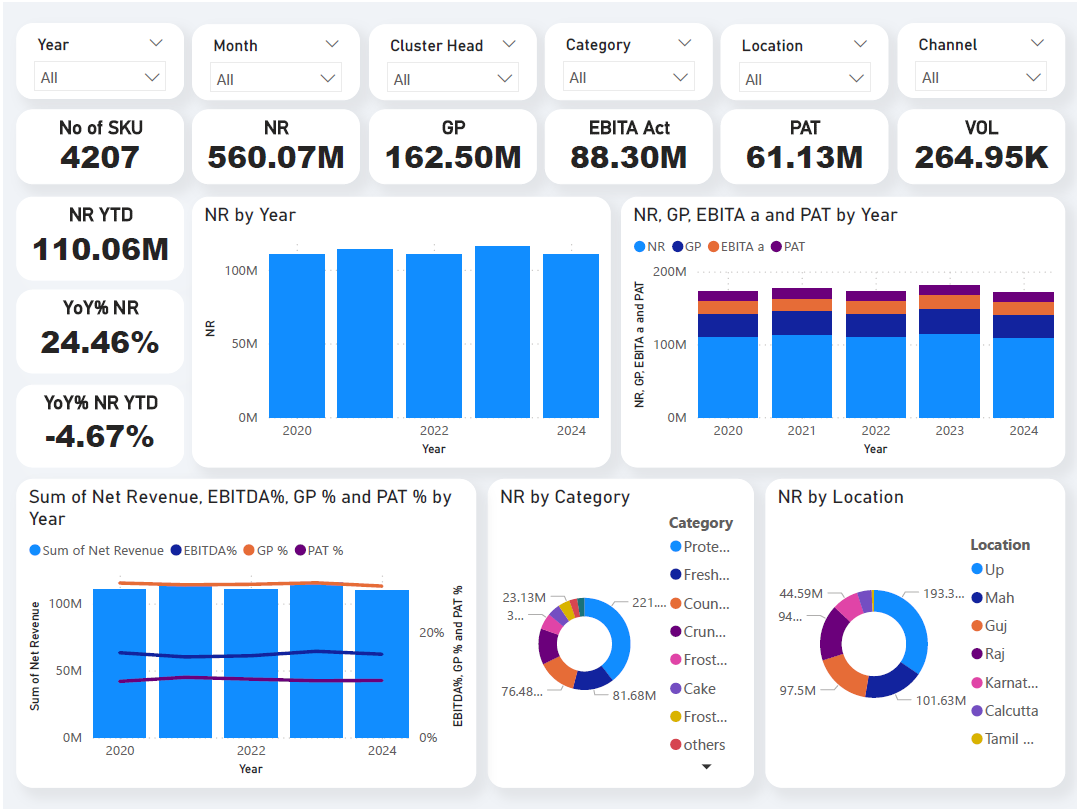 Year
All
Month
All
Cluster Head
All
Category
All
Location
All
Channel
All
No of SKU
4207
NR
560.07M
GP
162.50M
EBITA Act
88.30M
PAT
61.13M
VOL
264.95K
NR YTD
110.06M
YoY% NR
24.46%
YoY% NR YTD
-4.67%
NR by Year
NR
100M
50M
0M
2020
2022
2024
Year
NR, GP, EBITA a and PAT by Year
NR GP EBITA a PAT
NR, GP, EBITA a and PAT
200M
100M
0M
2020
2021
2022
2023
2024
Year
Sum of Net Revenue, EBITDA%, GP % and PAT % by
Year
Sum of Net Revenue EBITDA% GP % PAT %
Sum of Net Revenue
100M
50M
0M
20%
0%
EBITDA%, GP % and PAT %
2020
2022
2024
Year
NR by Category
23.13M
3...
76.48...
221....
81.68M
Category
Prote...
Fresh...
Coun...
Crun...
Frost...
Cake
Frost...
others
NR by Location
44.59M
94...
97.5M
193.3...
101.63M
Location
Up
Mah
Guj
Raj
Karnat...
Calcutta
Tamil ...